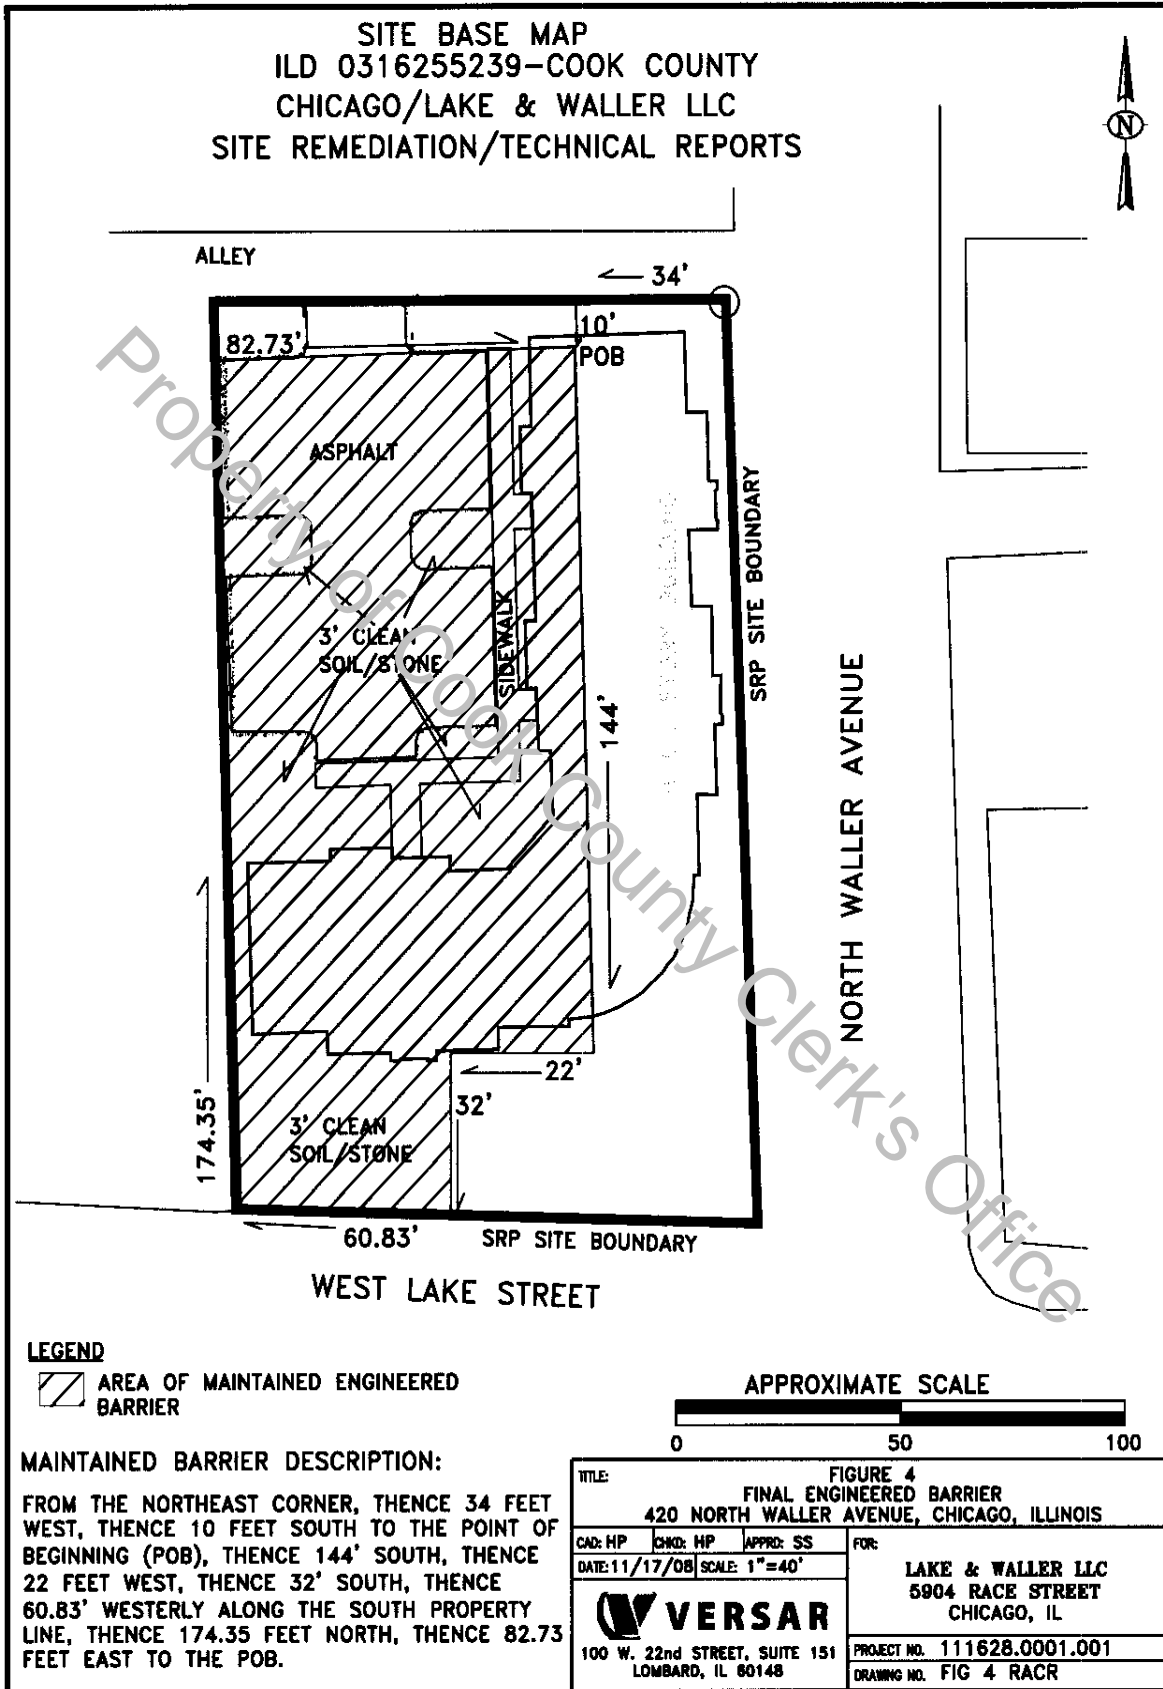 SITE BASE MAP
ILD 0316255239-COOK COUNTY
CHICAGO/LAKE & WALLER LLC
SITE REMEDIATION/TECHNICAL REPORTS
N
ALLEY
34'
10'
82.73'
POB
ASPHALT
SRP SITE BOUNDARY
3' CLEAN
SOIL/STONE
SIDEWALK
144'
NORTH WALLER AVENUE
22'
32'
174.35'
3' CLEAN
SOIL/STONE
60.83'
SRP SITE BOUNDARY
WEST LAKE STREET
Property of Cook County Clerk's Office
LEGEND
AREA OF MAINTAINED ENGINEERED
BARRIER
APPROXIMATE SCALE
0 50 100
MAINTAINED BARRIER DESCRIPTION:
FROM THE NORTHEAST CORNER, THENCE 34 FEET
WEST, THENCE 10 FEET SOUTH TO THE POINT OF
BEGINNING (POB), THENCE 144' SOUTH, THENCE
22 FEET WEST, THENCE 32' SOUTH, THENCE
60.83' WESTERLY ALONG THE SOUTH PROPERTY
LINE, THENCE 174.35 FEET NORTH, THENCE 82.73
FEET EAST TO THE POB.
TITLE:
FIGURE 4
FINAL ENGINEERED BARRIER
420 NORTH WALLER AVENUE, CHICAGO, ILLINOIS
CAD: HP CHKD: HP APPRD: SS
DATE: 11/17/08 SCALE: 1"=40'
FOR:
LAKE & WALLER LLC
5904 RACE STREET
CHICAGO, IL
VERSAR
100 W. 22nd STREET, SUITE 151
LOMBARD, IL 60148
PROJECT NO. 111628.0001.001
DRAWING NO. FIG 4 RACR